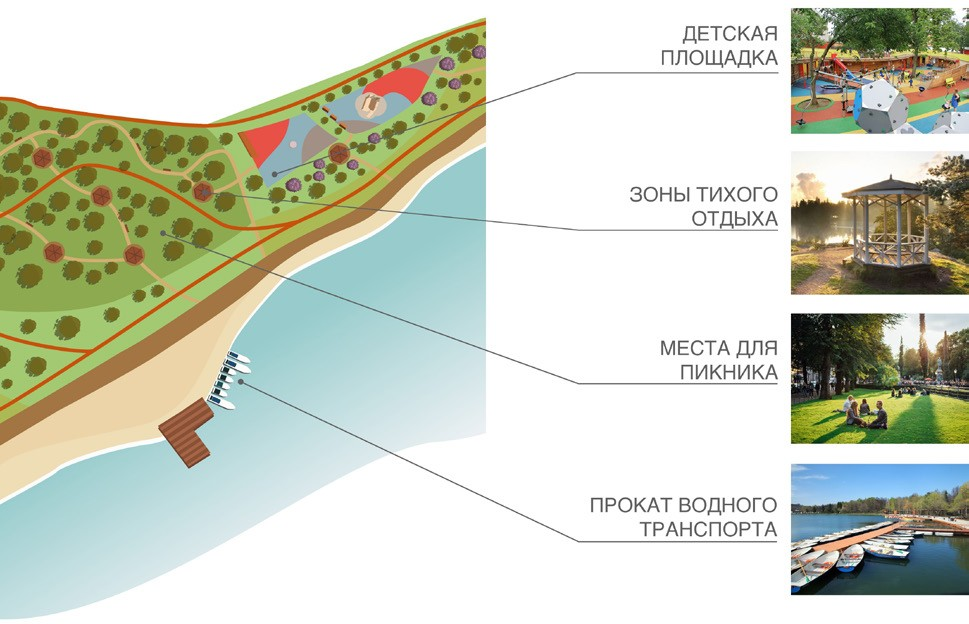 ДЕТСКАЯ
ПЛОЩАДКА
ЗОНЫ ТИХОГО
ОТДЫХА
МЕСТА ДЛЯ
ПИКНИКА
ПРОКАТ ВОДНОГО
ТРАНСПОРТА